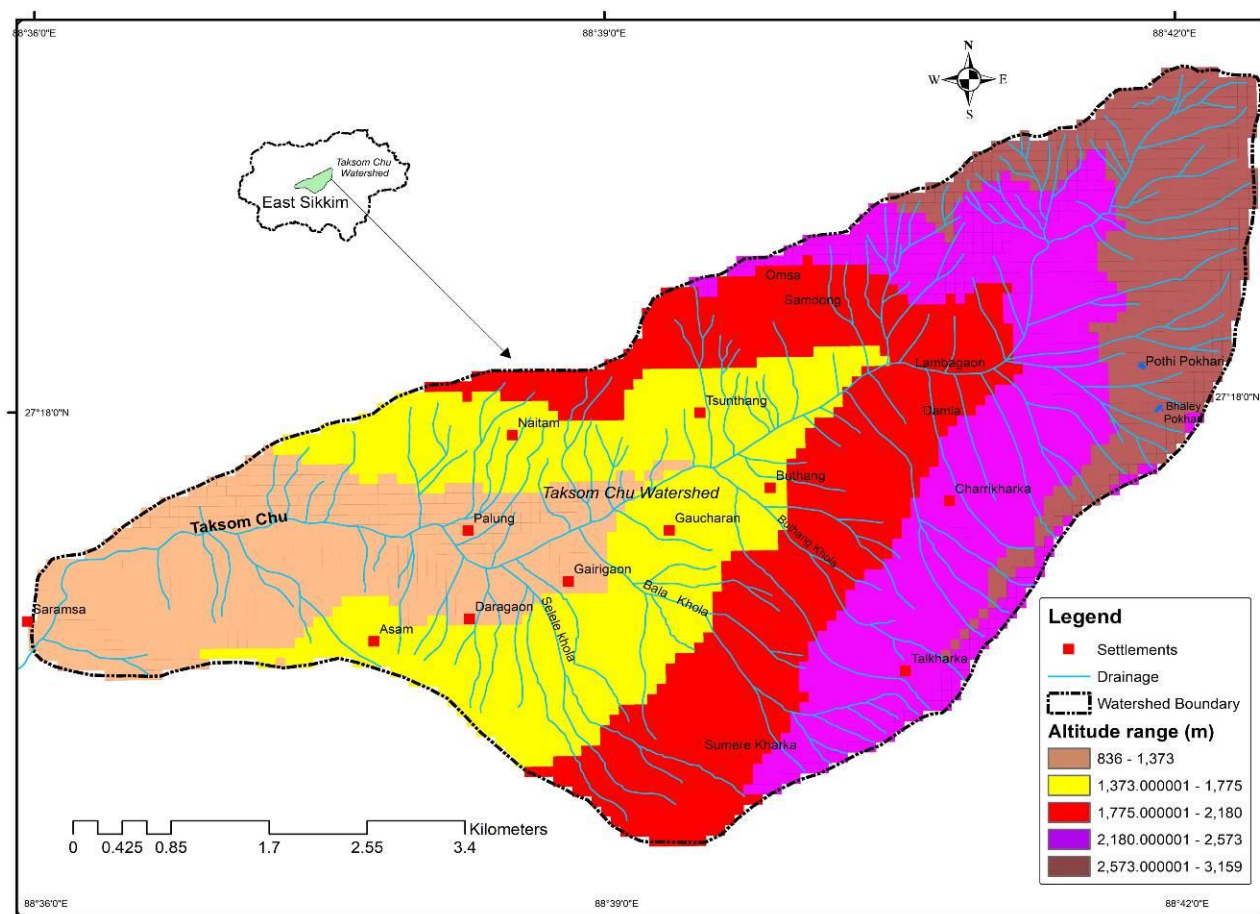 88°36'0"E
88°39'0"E
88°42'0"E
N
W
E
S
Taksom Chu
Watershed
East Sikkim
Omsa
Samdong
Lambagaon
Pothi Pokhari
27°18'0"N
Tsunthang
Damla
Bhaley
Pokhari
27°18'0"N
Naitam
Buthang
Taksom Chu Watershed
Charrikharka
Taksom Chu
Palung
Gaucharan
Buthang Khola
Gairigaon
Bala Khola
Saramsa
Daragaon
Selele khola
Asam
Talkharka
Sumere Kharka
Legend
Settlements
Drainage
Watershed Boundary
Altitude range (m)
836 - 1,373
1,373.000001 - 1,775
1,775.000001 - 2,180
2,180.000001 - 2,573
2,573.000001 - 3,159
Kilometers
0 0.425 0.85 1.7 2.55 3.4
88°36'0"E
88°39'0"E
88°42'0"E